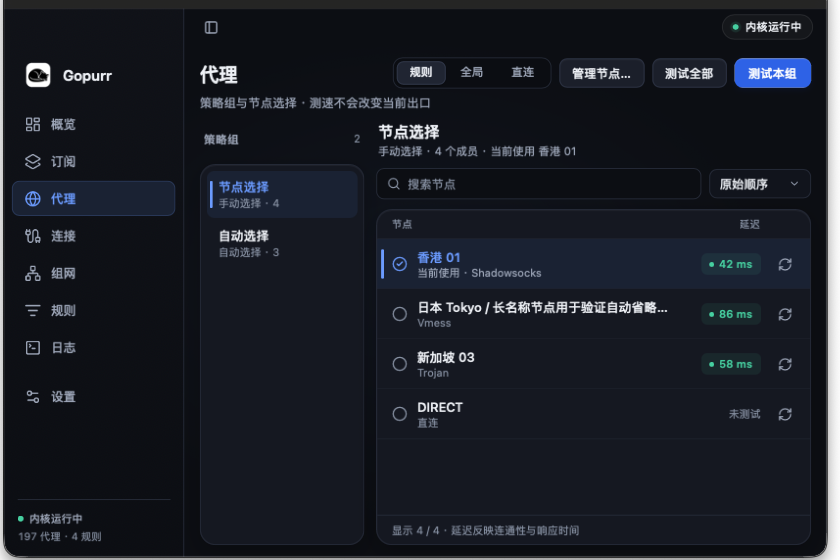 内核运行中
Gopurr
概览
订阅
代理
连接
组网
规则
日志
设置
内核运行中
197 代理 · 4 规则
代理
规则
全局
直连
管理节点...
测试全部
测试本组
策略组与节点选择 · 测速不会改变当前出口
策略组
2
节点选择
手动选择 · 4
自动选择
自动选择 · 3
节点选择
手动选择 · 4 个成员 · 当前使用 香港 01
搜索节点
原始顺序
节点
延迟
香港 01
当前使用 · Shadowsocks
42 ms
日本 Tokyo / 长名称节点用于验证自动省略...
Vmess
86 ms
新加坡 03
Trojan
58 ms
DIRECT
直连
未测试
显示 4 / 4 · 延迟反映连通性与响应时间